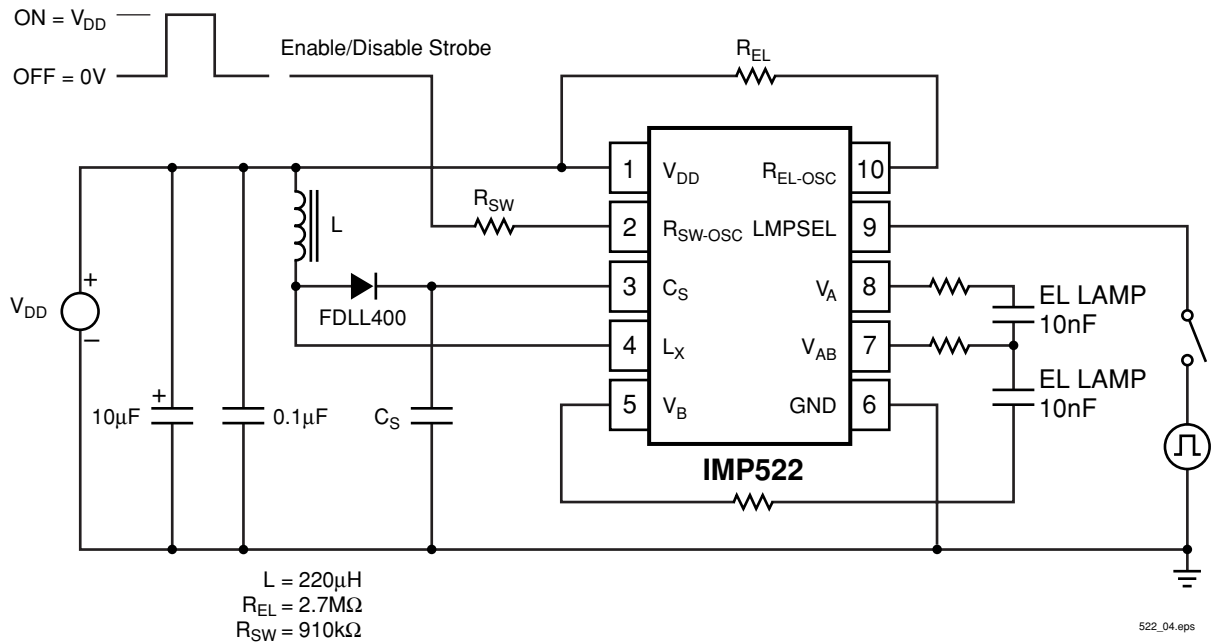 ON = V_DD
Enable/Disable Strobe
OFF = 0V
R_EL
1 V_DD
R_EL-OSC 10
R_SW
2 R_SW-OSC
LMPSEL 9
L
3 C_S
V_A 8
EL LAMP
10nF
FDLL400
V_DD
+
−
4 L_X
V_AB 7
EL LAMP
10nF
5 V_B
GND 6
+
10µF
0.1µF
C_S
IMP522
L = 220µH
R_EL = 2.7MΩ
R_SW = 910kΩ
522_04.eps